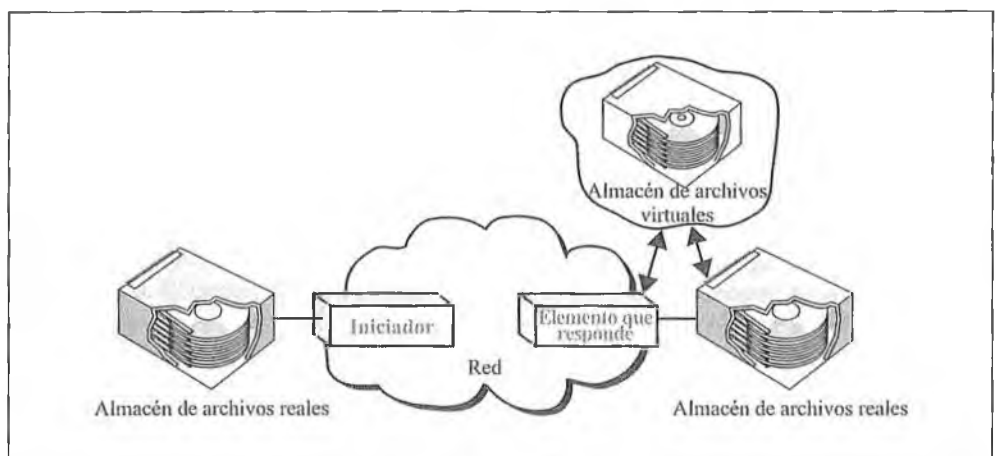 Almacén de archivos
virtuales
Iniciador
Elemento que
responde
Red
Almacén de archivos reales
Almacén de archivos reales